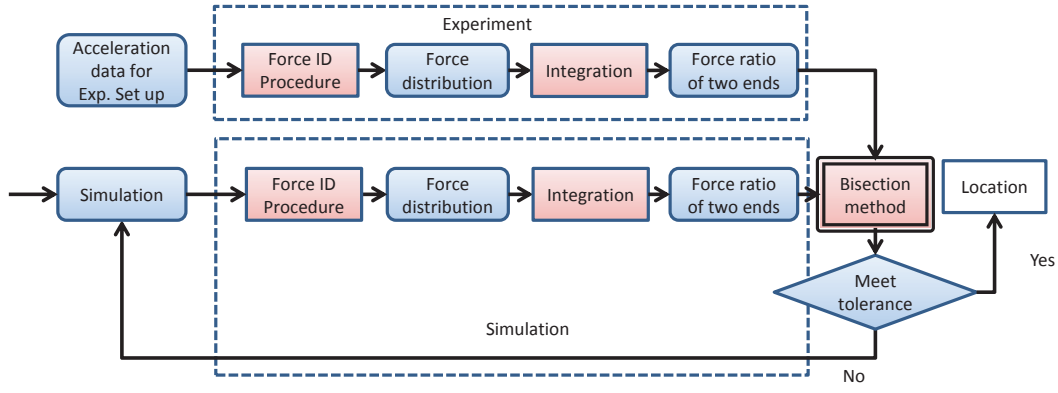 Experiment
Acceleration
data for
Exp. Set up
Force ID
Procedure
Force
distribution
Integration
Force ratio
of two ends
Simulation
Force ID
Procedure
Force
distribution
Integration
Force ratio
of two ends
Bisection
method
Location
Meet
tolerance
Yes
Simulation
No